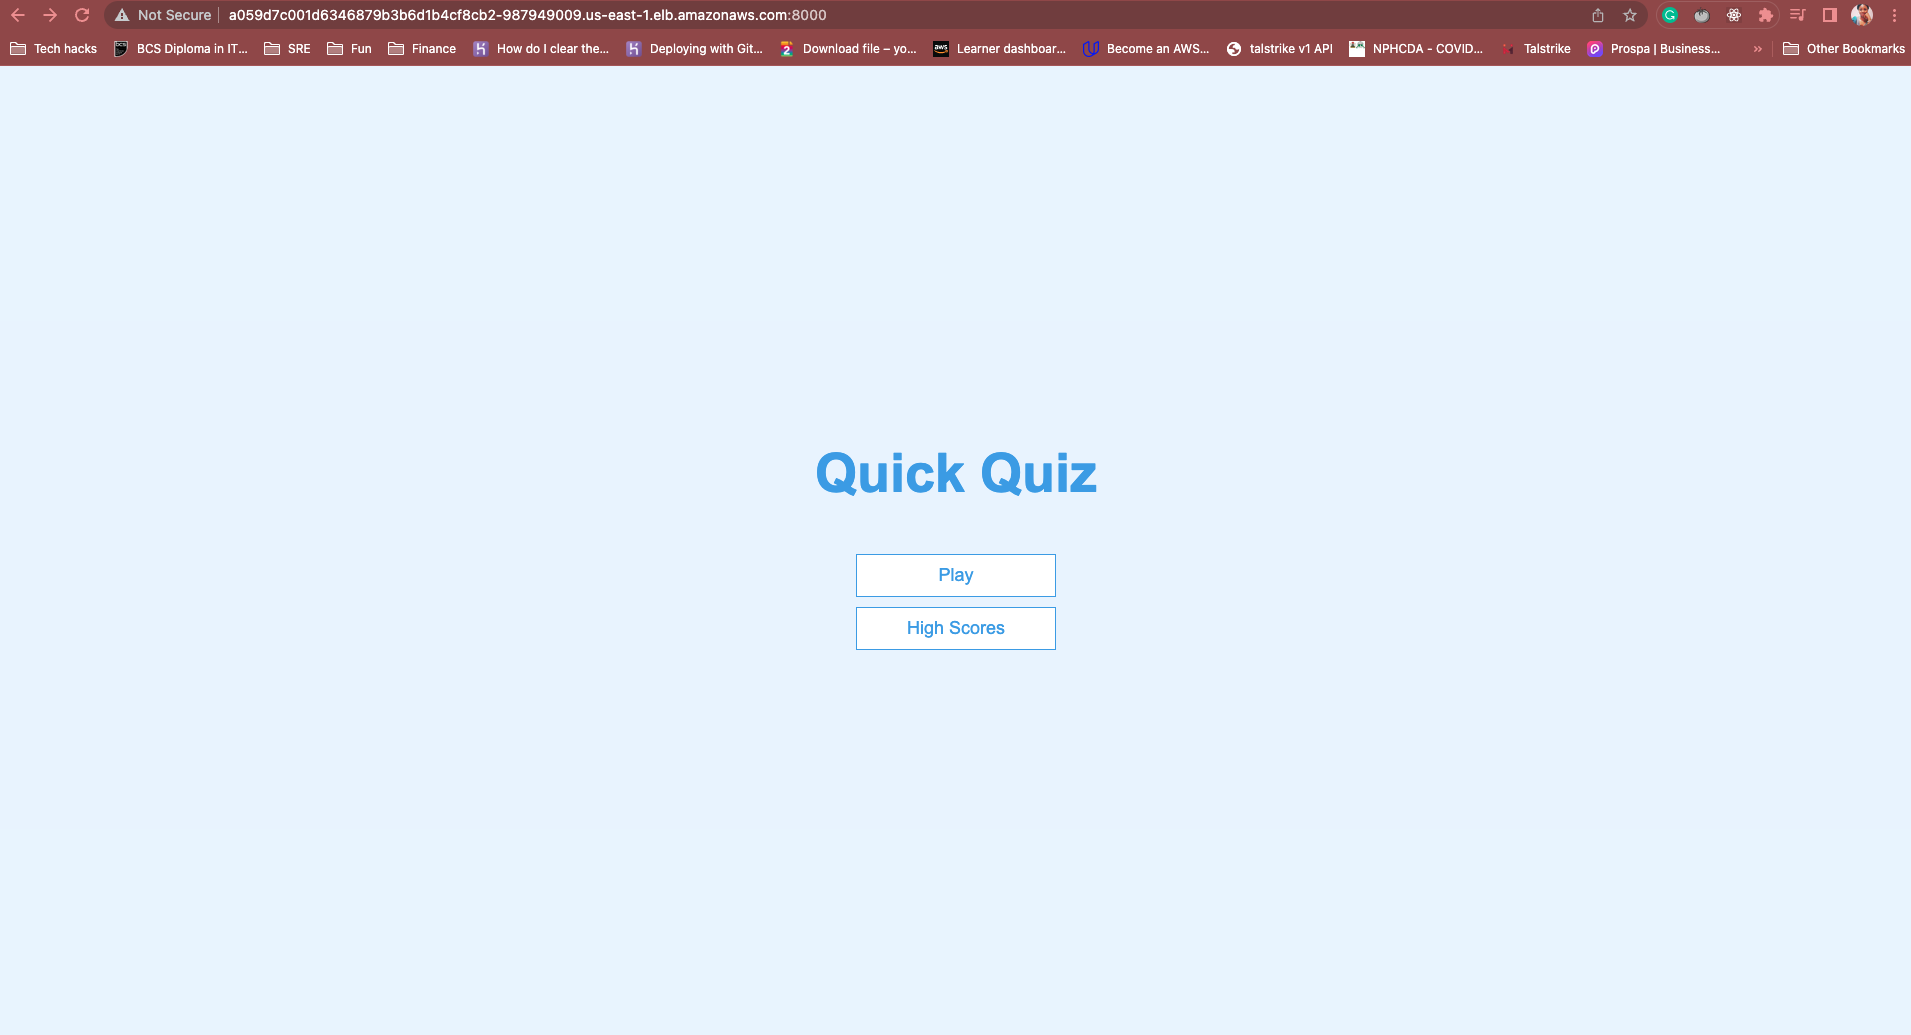 Not Secure a059d7c001d6346879b3b6d1b4cf8cb2-987949009.us-east-1.elb.amazonaws.com:8000
Tech hacks BCS Diploma in IT... SRE Fun Finance How do I clear the... Deploying with Git... Download file – yo... Learner dashboar... Become an AWS... talstrike v1 API NPHCDA - COVID... Talstrike Prospa | Business... » Other Bookmarks
Quick Quiz
Play
High Scores